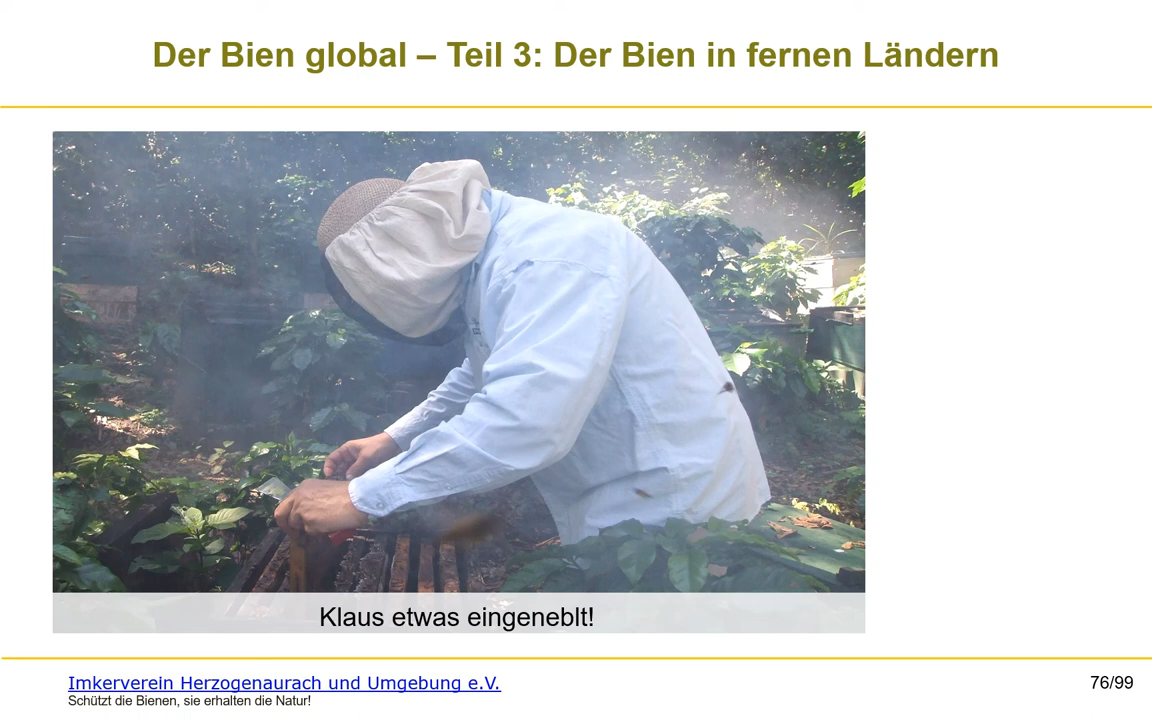 Der Bien global – Teil 3: Der Bien in fernen Ländern
Klaus etwas eingeneblt!
Imkerverein Herzogenaurach und Umgebung e.V.
Schützt die Bienen, sie erhalten die Natur!
76/99